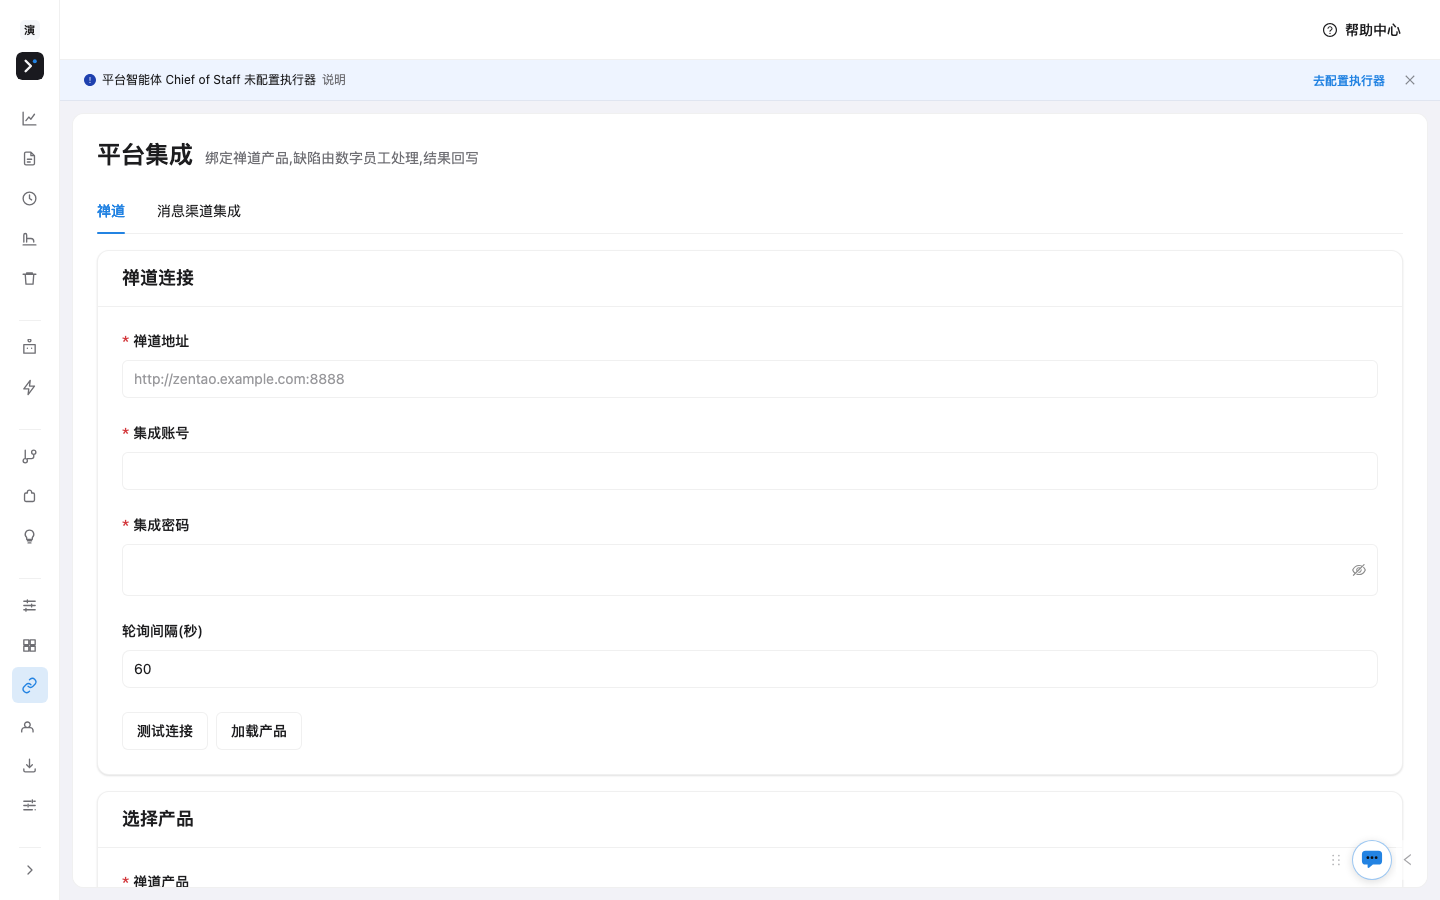 演
帮助中心
平台智能体 Chief of Staff 未配置执行器 说明
去配置执行器
平台集成 绑定禅道产品,缺陷由数字员工处理,结果回写
禅道 消息渠道集成
禅道连接
* 禅道地址
http://zentao.example.com:8888
* 集成账号
* 集成密码
轮询间隔(秒)
60
测试连接 加载产品
选择产品
* 禅道产品